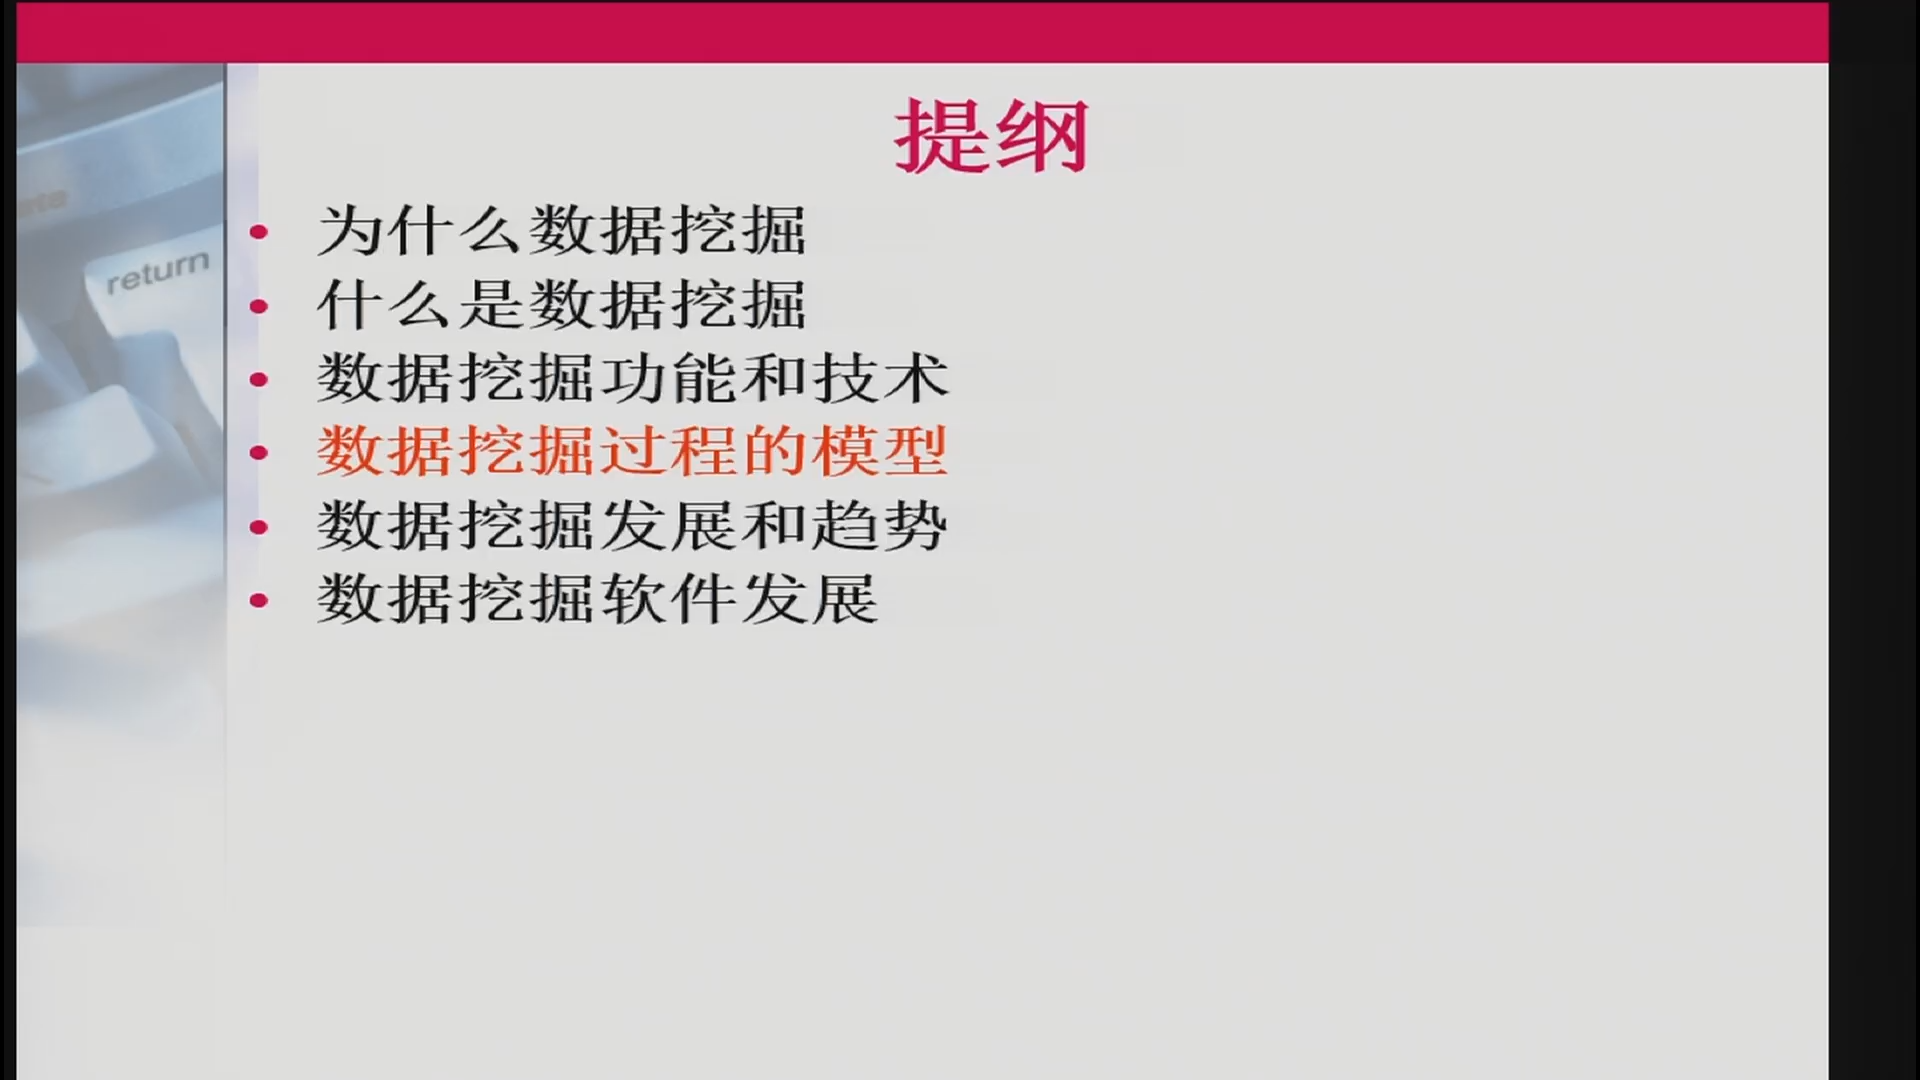 提纲
为什么数据挖掘
什么是数据挖掘
数据挖掘功能和技术
数据挖掘过程的模型
数据挖掘发展和趋势
数据挖掘软件发展
return